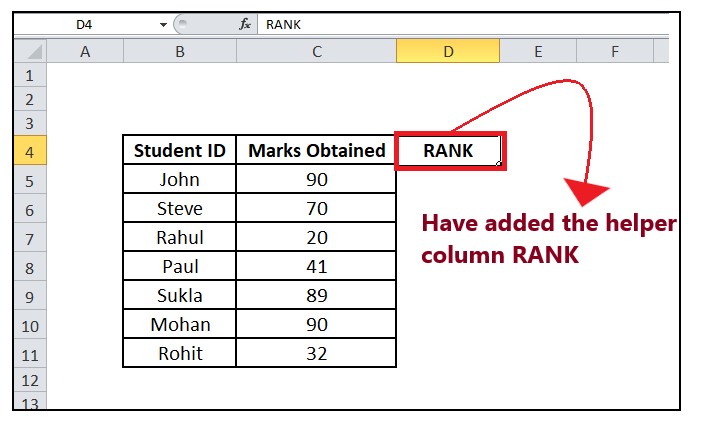 D4 fx RANK
A B C D E F
1
2
3
4 Student ID Marks Obtained RANK
5 John 90
6 Steve 70
7 Rahul 20
8 Paul 41
9 Sukla 89
10 Mohan 90
11 Rohit 32
12
13
Have added the helper
column RANK